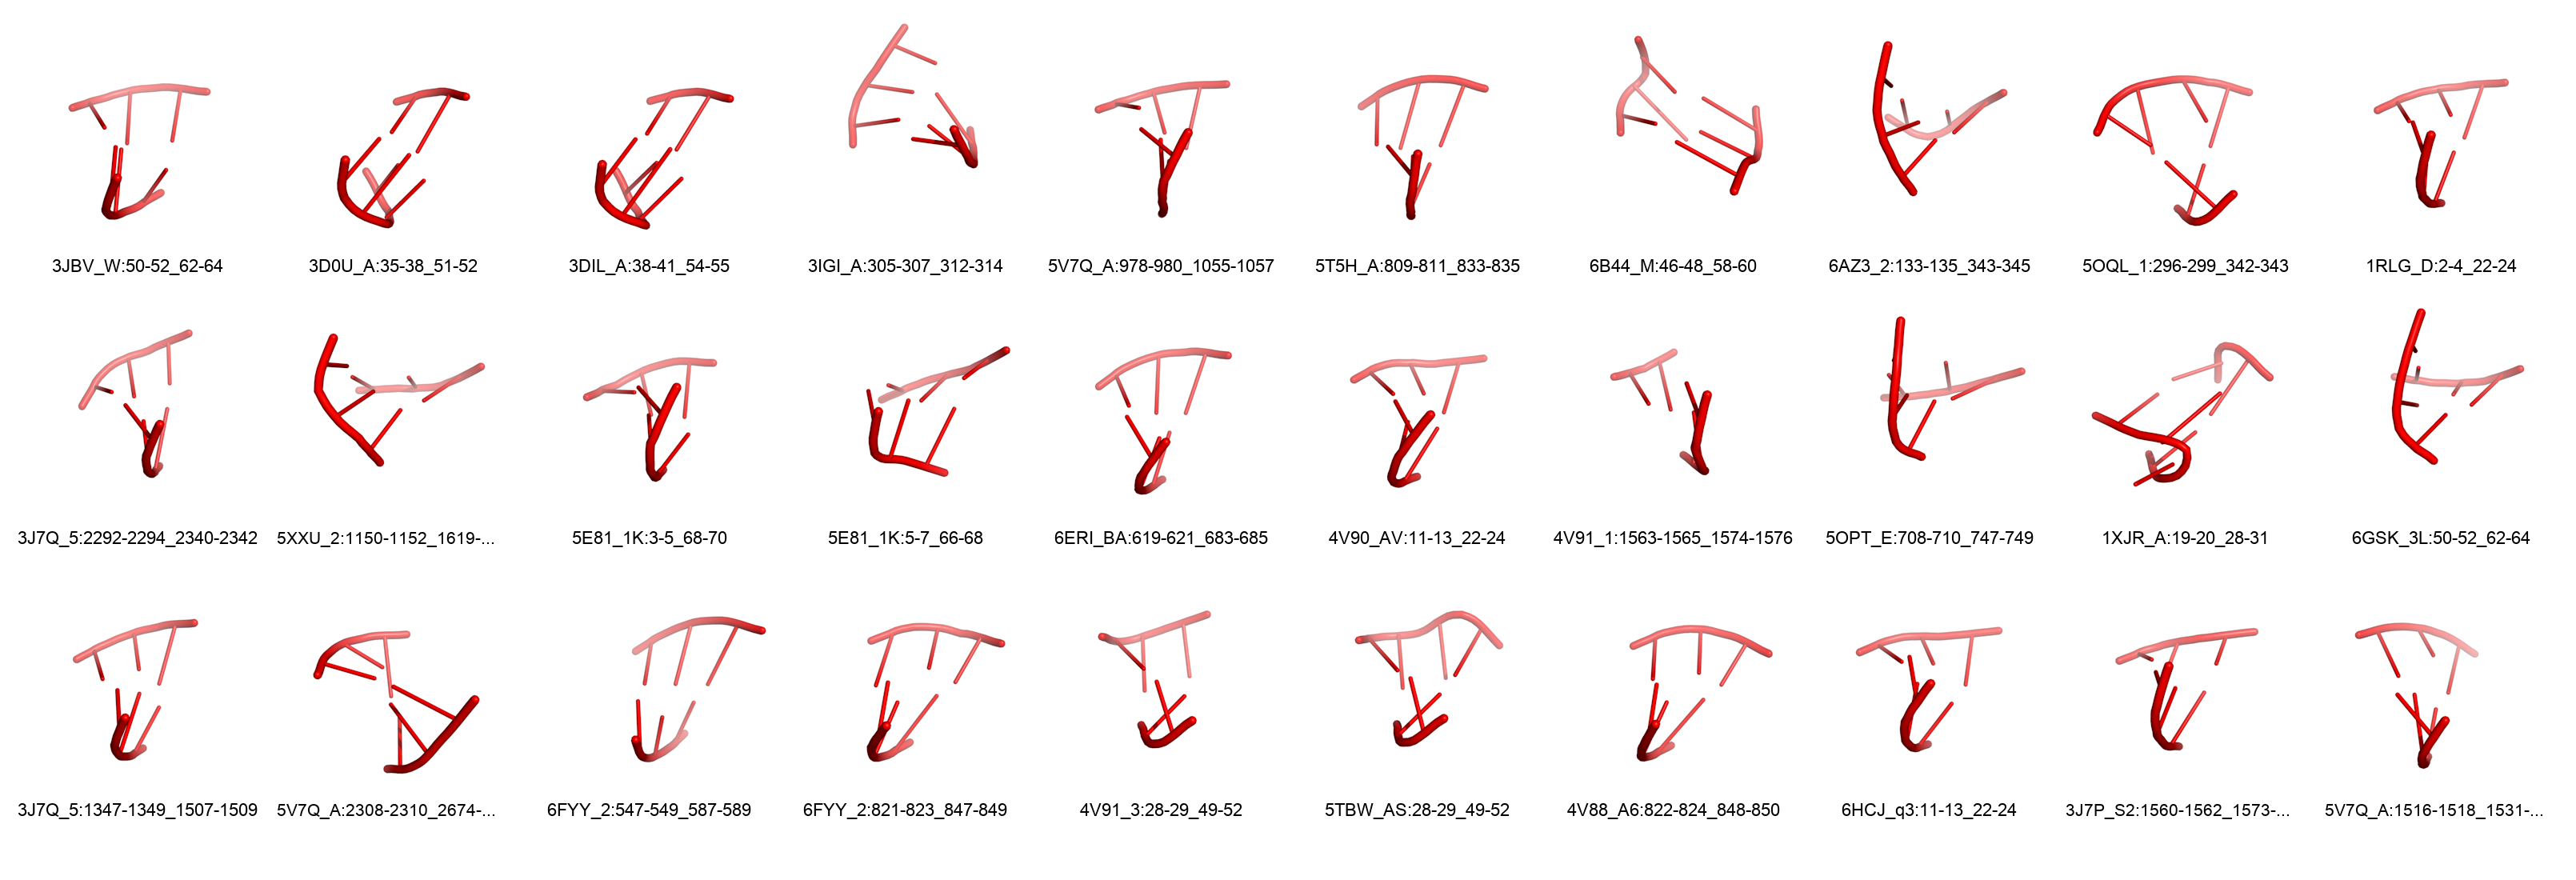 3JBV_W:50-52_62-64 3D0U_A:35-38_51-52 3DIL_A:38-41_54-55 3IGI_A:305-307_312-314 5V7Q_A:978-980_1055-1057 5T5H_A:809-811_833-835 6B44_M:46-48_58-60 6AZ3_2:133-135_343-345 5OQL_1:296-299_342-343 1RLG_D:2-4_22-24
3J7Q_5:2292-2294_2340-2342 5XXU_2:1150-1152_1619-... 5E81_1K:3-5_68-70 5E81_1K:5-7_66-68 6ERI_BA:619-621_683-685 4V90_AV:11-13_22-24 4V91_1:1563-1565_1574-1576 5OPT_E:708-710_747-749 1XJR_A:19-20_28-31 6GSK_3L:50-52_62-64
3J7Q_5:1347-1349_1507-1509 5V7Q_A:2308-2310_2674-... 6FYY_2:547-549_587-589 6FYY_2:821-823_847-849 4V91_3:28-29_49-52 5TBW_AS:28-29_49-52 4V88_A6:822-824_848-850 6HCJ_q3:11-13_22-24 3J7P_S2:1560-1562_1573-... 5V7Q_A:1516-1518_1531-...